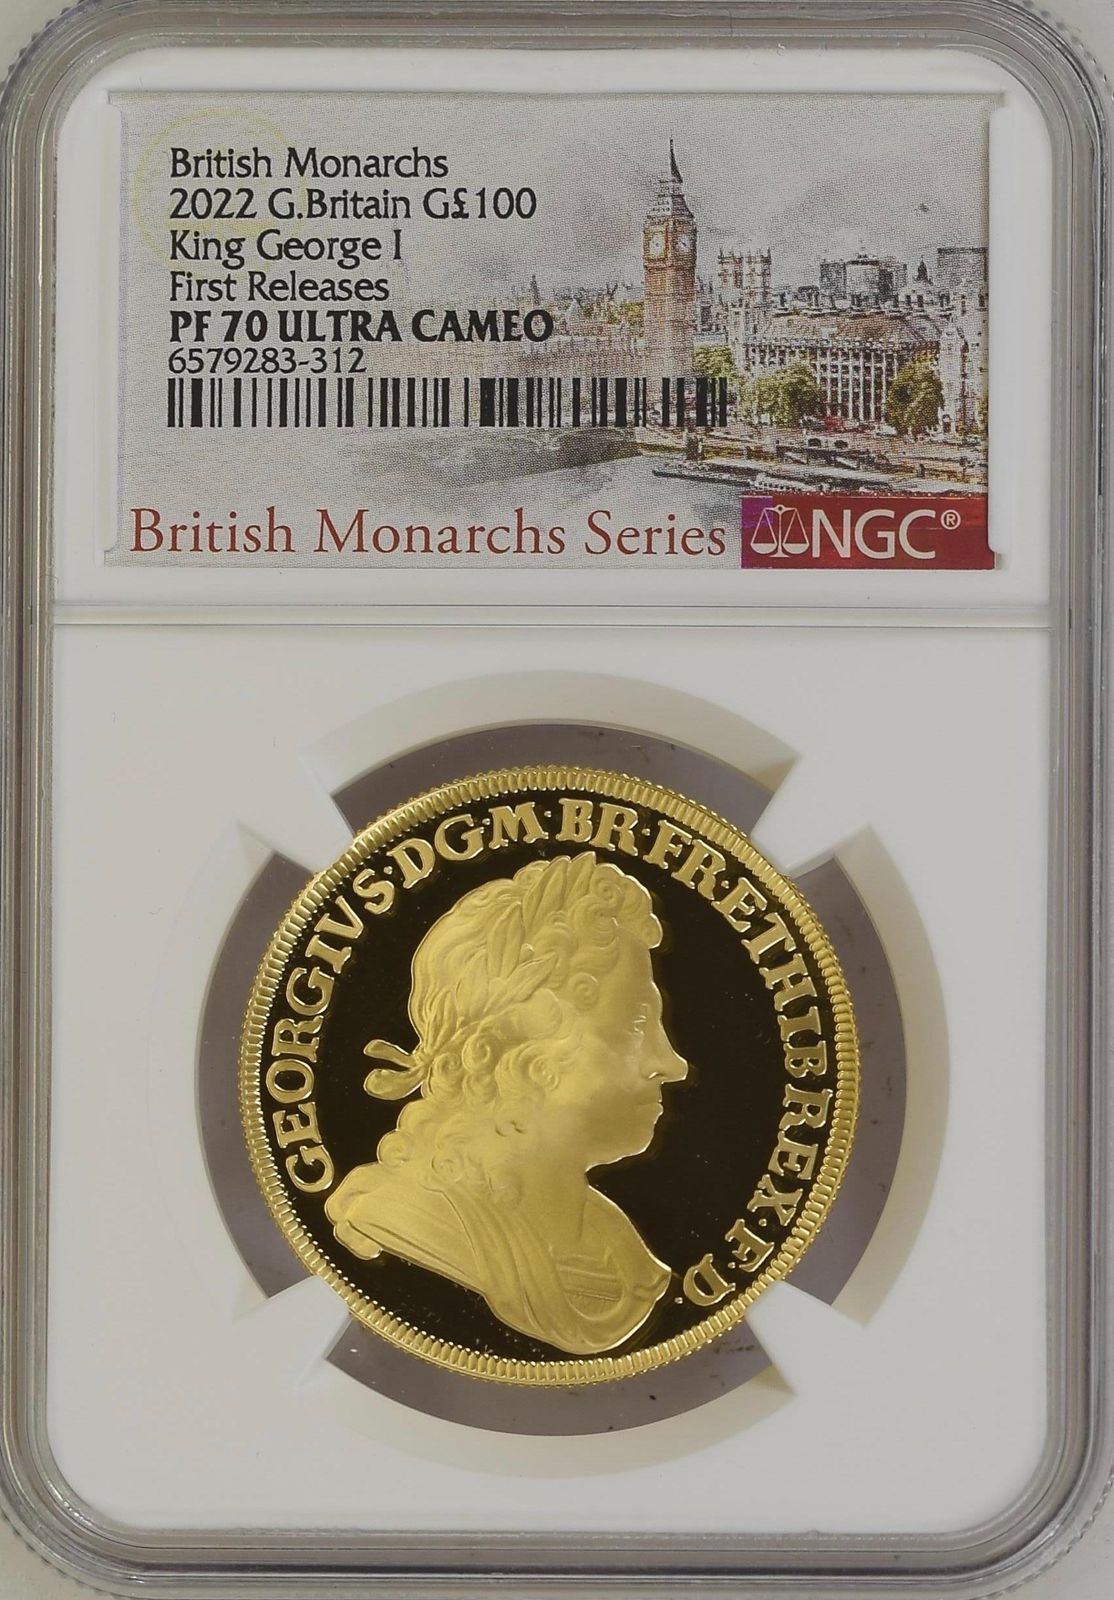 British Monarchs
2022 G.Britain G£100
King George I
First Releases
PF 70 ULTRA CAMEO
6579283-312
British Monarchs Series
NGC®
GEORGIVS·DG·M·BR·FR·ET HIB REX·F·D·